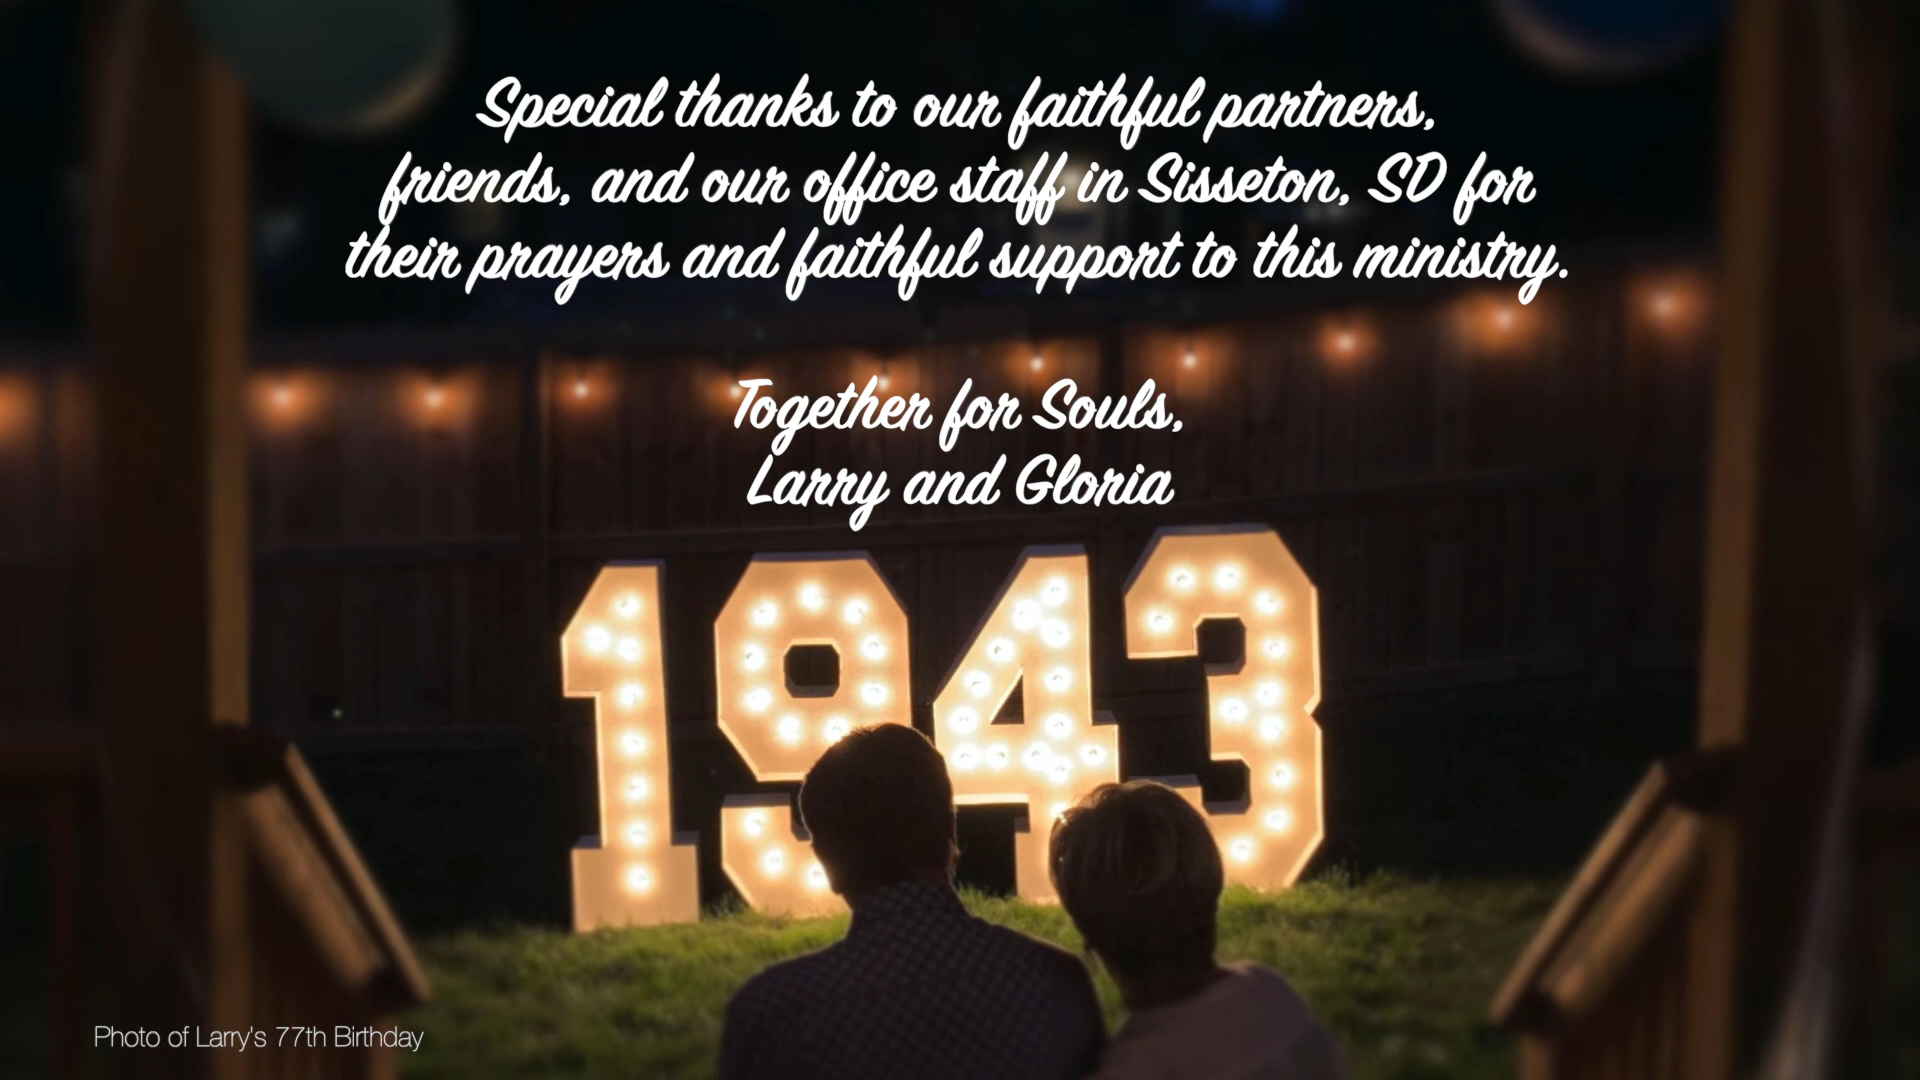 Special thanks to our faithful partners,
friends, and our office staff in Sisseton, SD for
their prayers and faithful support to this ministry.
Together for Souls,
Larry and Gloria
1943
Photo of Larry's 77th Birthday